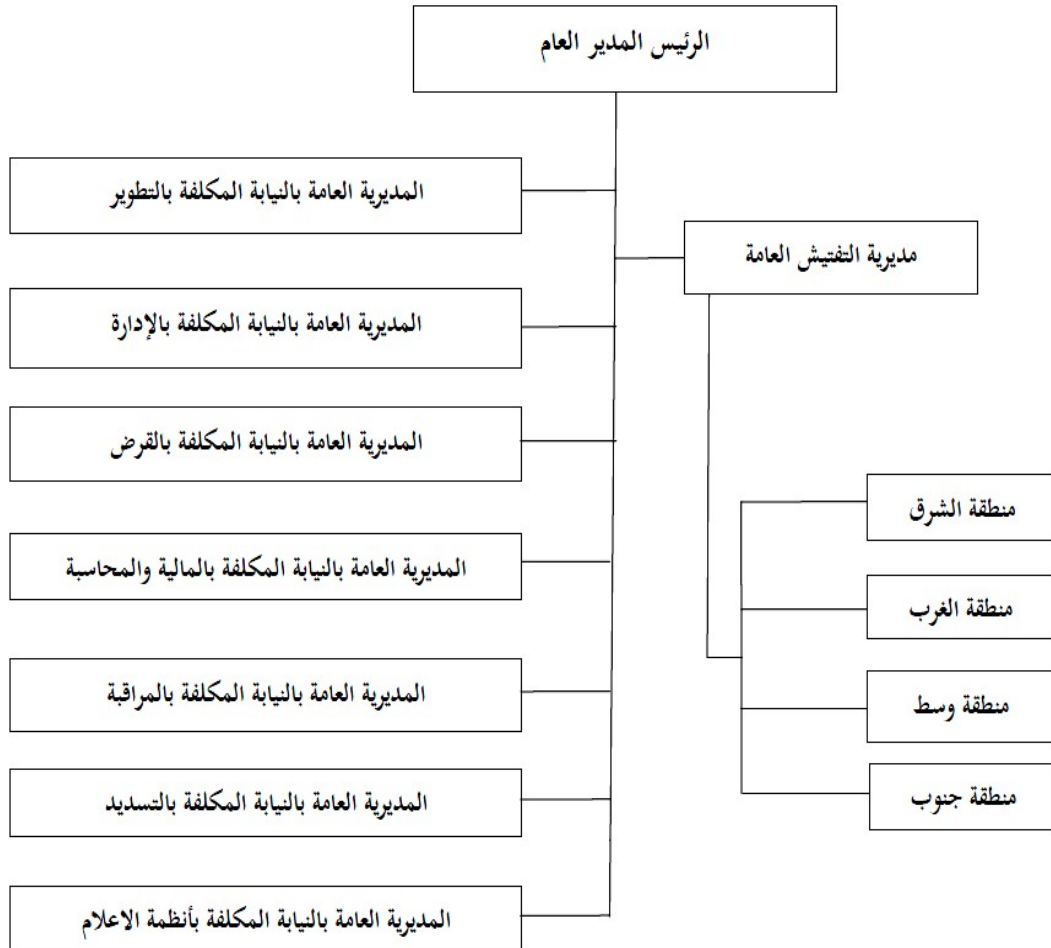 الرئيس المدير العام
المديرية العامة بالنيابة المكلفة بالتطوير
مديرية التفتيش العامة
المديرية العامة بالنيابة المكلفة بالإدارة
المديرية العامة بالنيابة المكلفة بالقرض
منطقة الشرق
المديرية العامة بالنيابة المكلفة بالمالية والمحاسبة
منطقة الغرب
المديرية العامة بالنيابة المكلفة بالمراقبة
منطقة وسط
المديرية العامة بالنيابة المكلفة بالتسديد
منطقة جنوب
المديرية العامة بالنيابة المكلفة بأنظمة الاعلام